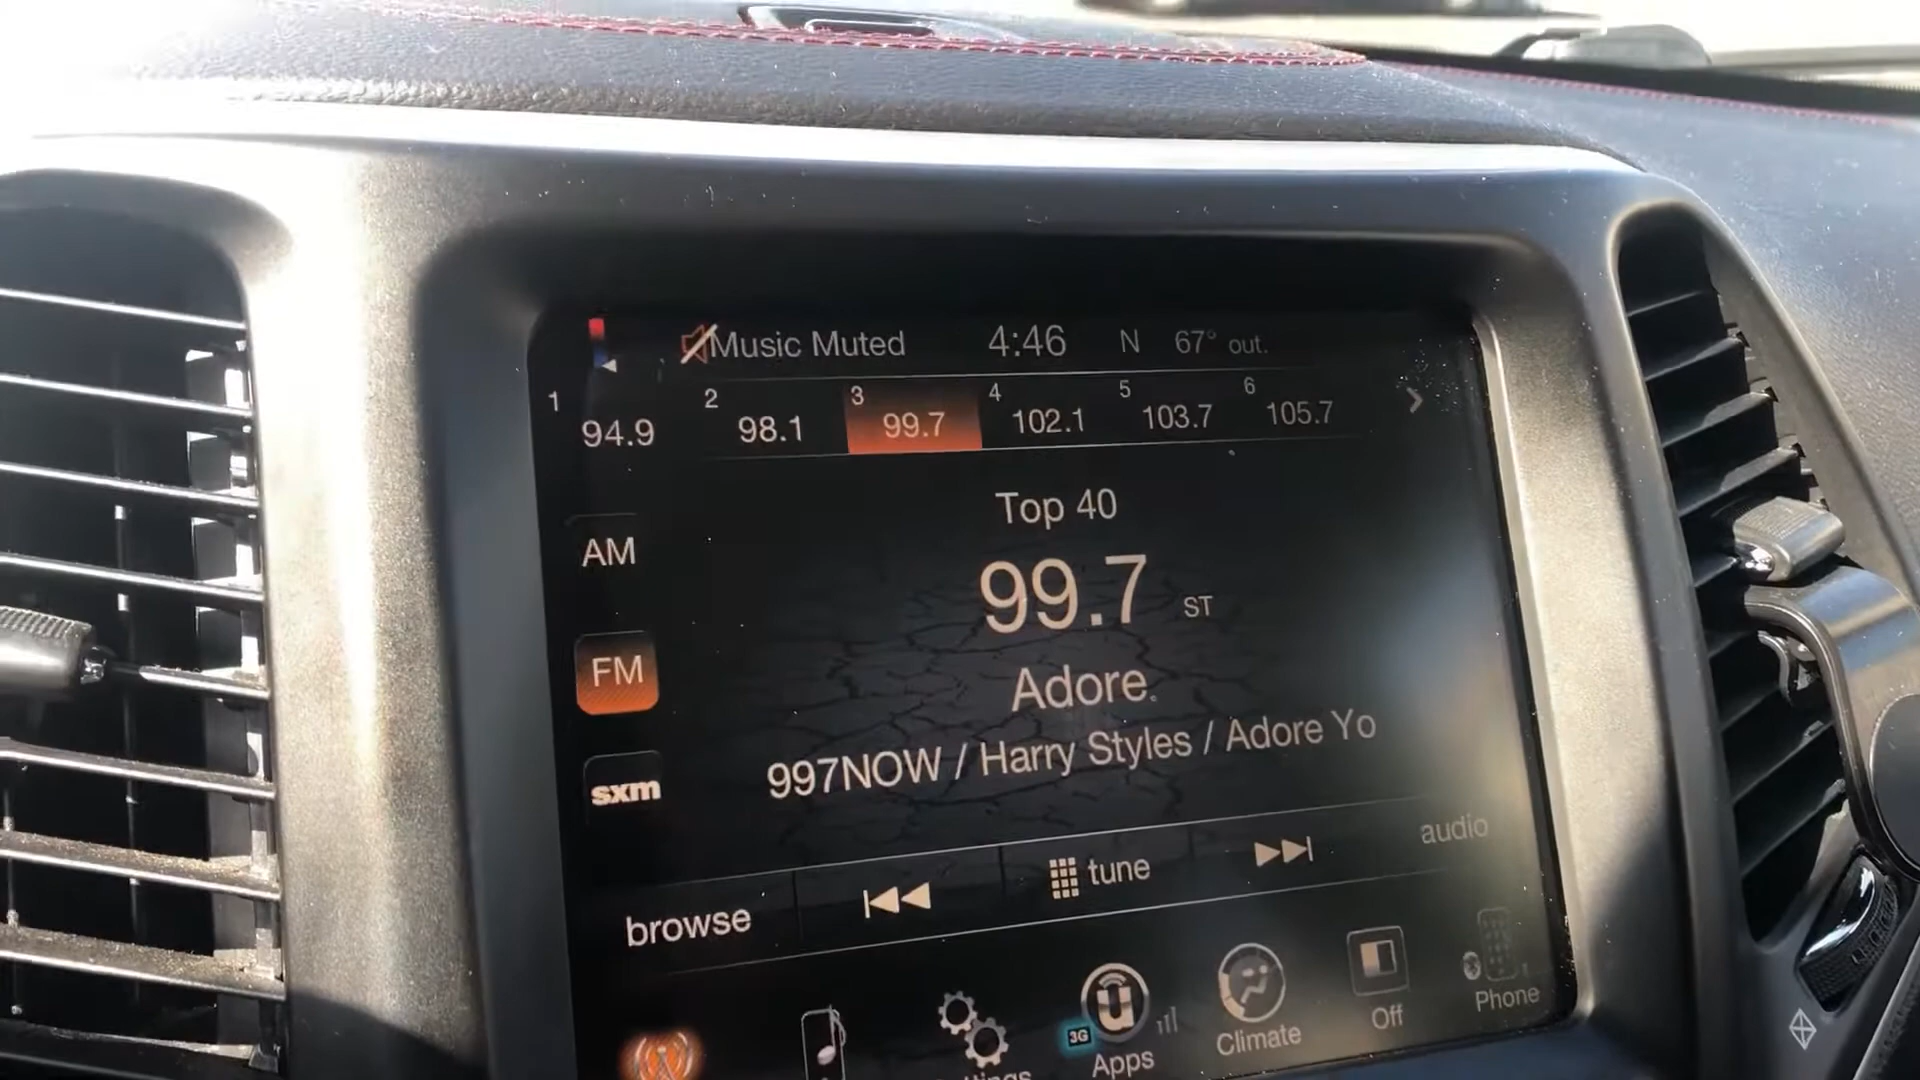 Music Muted 4:46 N 67° out.
1 94.9 2 98.1 3 99.7 4 102.1 5 103.7 6 105.7
Top 40
AM
99.7 ST
FM
Adore
997NOW / Harry Styles / Adore Yo
sxm
browse tune audio
3G Apps Climate Off Phone